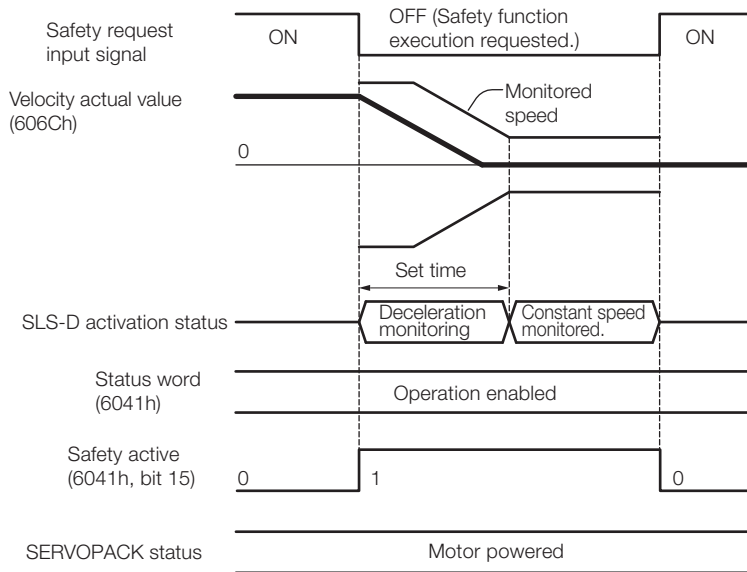 Safety request
input signal
ON
OFF (Safety function
execution requested.)
ON
Velocity actual value
(606Ch)
Monitored
speed
0
Set time
SLS-D activation status
Deceleration
monitoring
Constant speed
monitored.
Status word
(6041h)
Operation enabled
Safety active
(6041h, bit 15)
0
1
0
SERVOPACK status
Motor powered